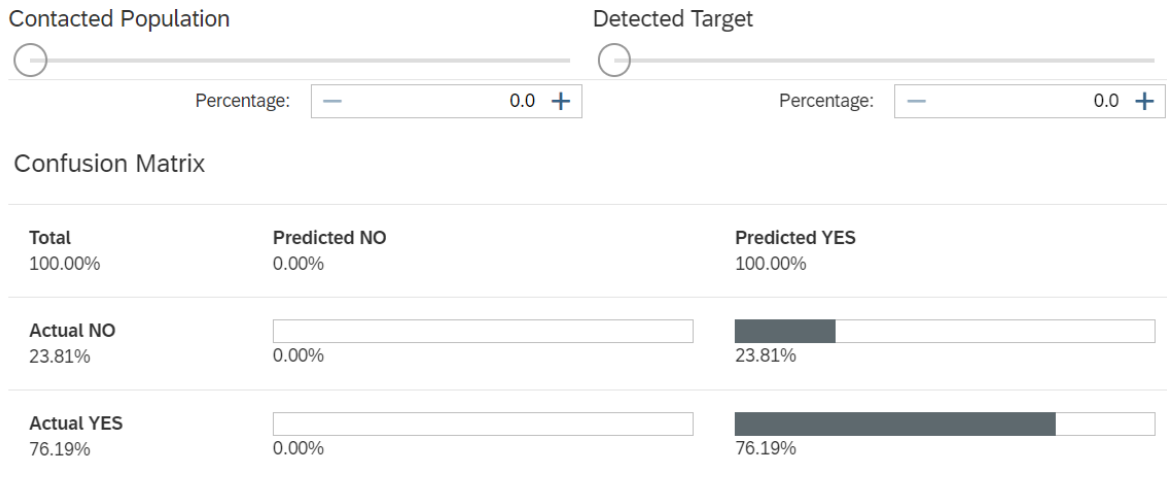 Contacted Population
Detected Target
Percentage: — 0.0 +
Percentage: — 0.0 +
Confusion Matrix
Total Predicted NO Predicted YES
100.00% 0.00% 100.00%
Actual NO
23.81% 0.00% 23.81%
Actual YES
76.19% 0.00% 76.19%